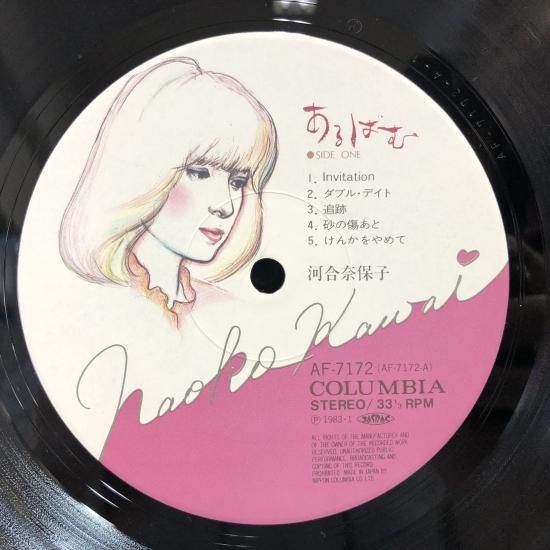 あるばむ
●SIDE ONE
1. Invitation
2. ダブル・デイト
3. 追跡
4. 砂の傷あと
5. けんかをやめて
河合奈保子
Naoko Kawai
AF-7172 (AF-7172-A)
COLUMBIA
STEREO/33⅓ RPM
Ⓟ 1983・1 JASRAC
ALL RIGHTS OF THE MANUFACTURER AND
OF THE OWNER OF THE RECORDED WORK
RESERVED. UNAUTHORIZED PUBLIC
PERFORMANCE, BROADCASTING AND
COPYING OF THIS RECORD
PROHIBITED. MADE IN JAPAN BY
NIPPON COLUMBIA CO.LTD.